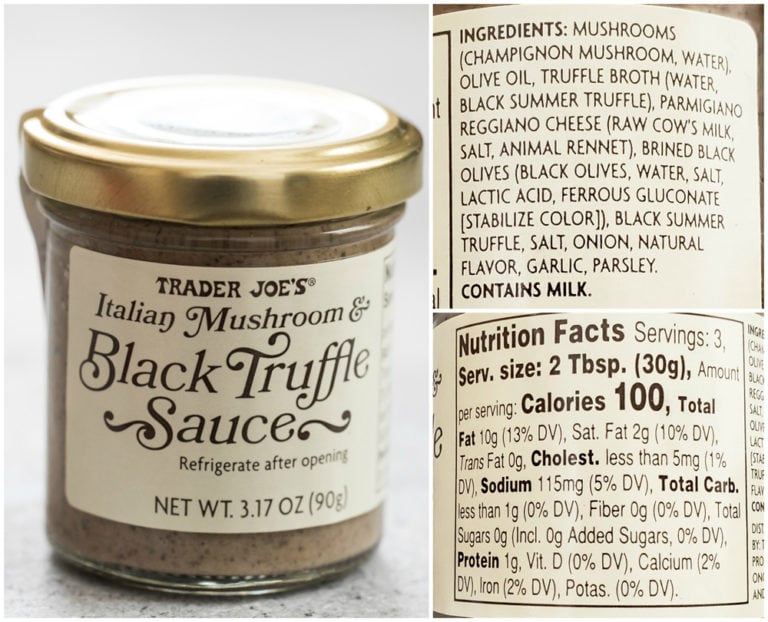 TRADER JOE'S®
Italian Mushroom &
Black Truffle
Sauce
Refrigerate after opening
NET WT. 3.17 OZ (90g)
INGREDIENTS: MUSHROOMS
(CHAMPIGNON MUSHROOM, WATER),
OLIVE OIL, TRUFFLE BROTH (WATER,
BLACK SUMMER TRUFFLE), PARMIGIANO
REGGIANO CHEESE (RAW COW'S MILK,
SALT, ANIMAL RENNET), BRINED BLACK
OLIVES (BLACK OLIVES, WATER, SALT,
LACTIC ACID, FERROUS GLUCONATE
[STABILIZE COLOR]), BLACK SUMMER
TRUFFLE, SALT, ONION, NATURAL
FLAVOR, GARLIC, PARSLEY.
CONTAINS MILK.
Nutrition Facts Servings: 3,
Serv. size: 2 Tbsp. (30g), Amount
per serving: Calories 100, Total
Fat 10g (13% DV), Sat. Fat 2g (10% DV),
Trans Fat 0g, Cholest. less than 5mg (1%
DV), Sodium 115mg (5% DV), Total Carb.
less than 1g (0% DV), Fiber 0g (0% DV), Total
Sugars 0g (Incl. 0g Added Sugars, 0% DV),
Protein 1g, Vit. D (0% DV), Calcium (2%
DV), Iron (2% DV), Potas. (0% DV).